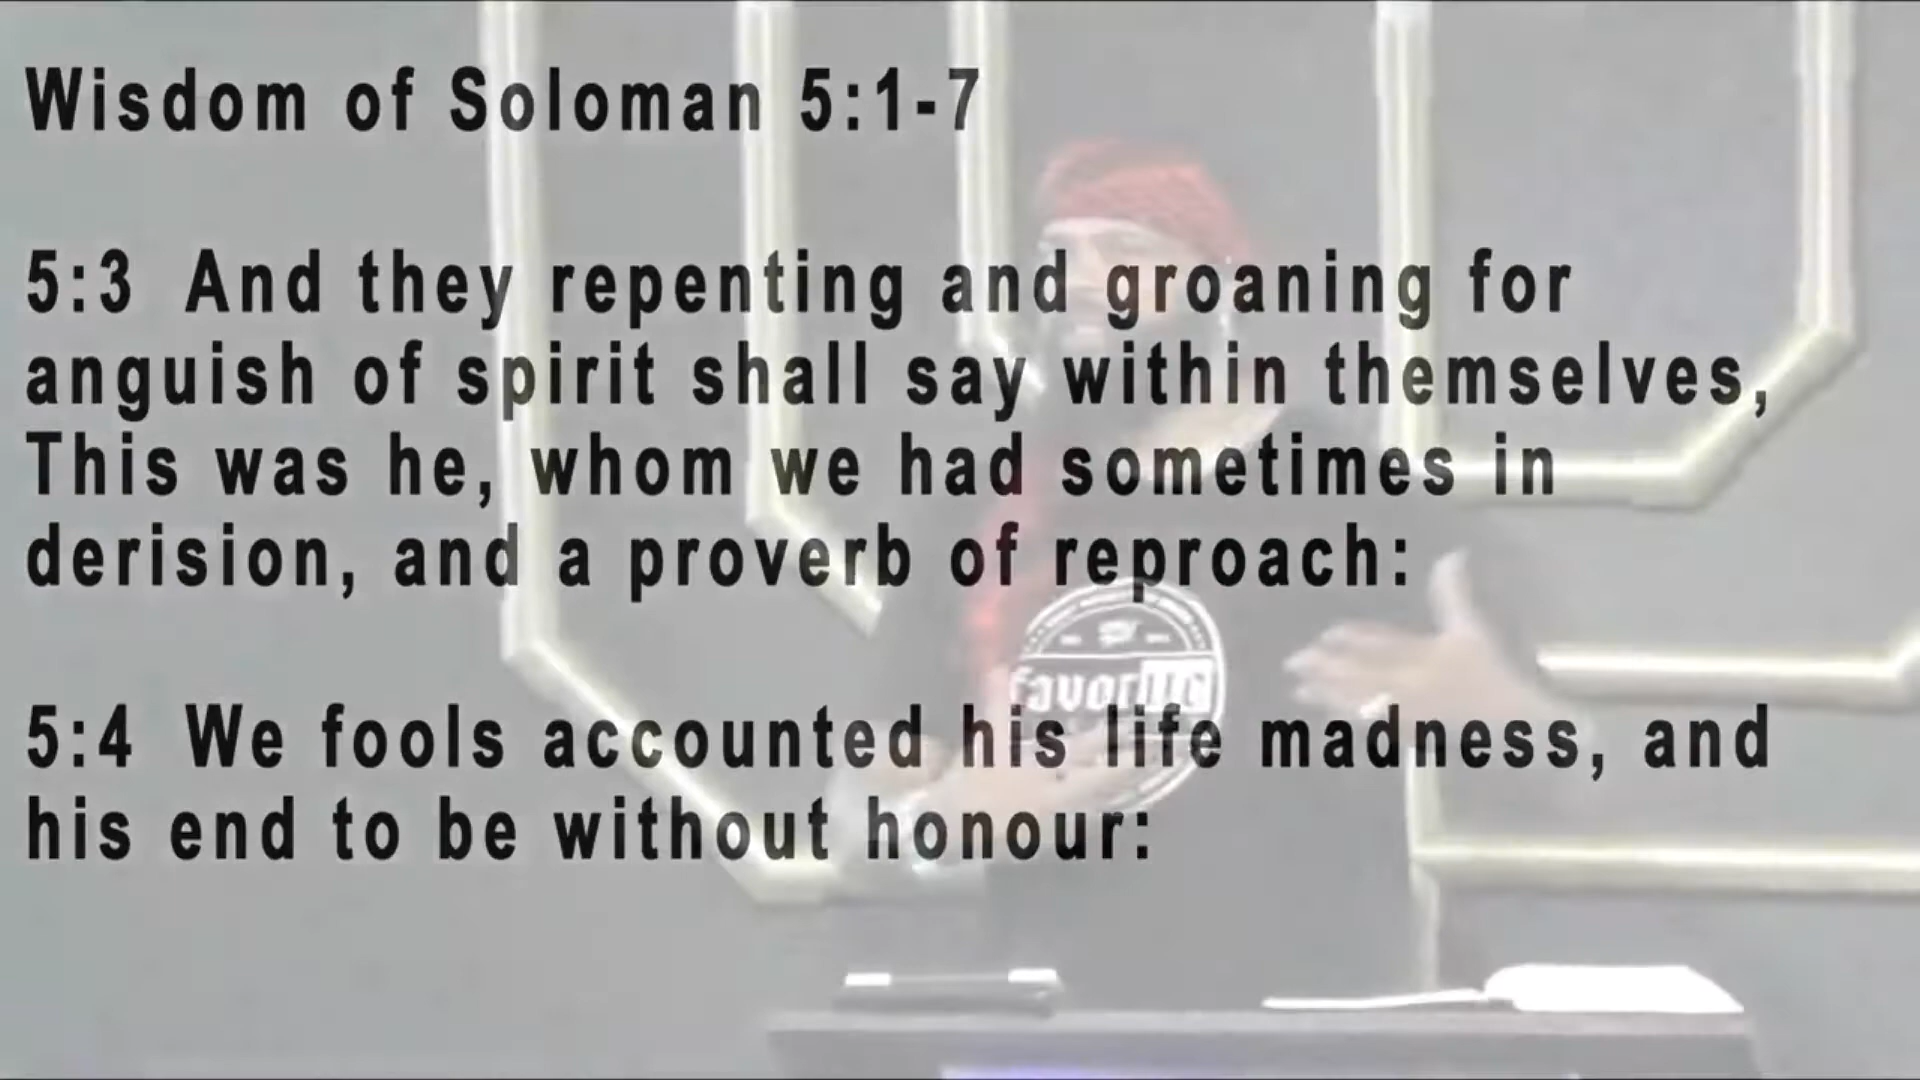 Wisdom of Soloman 5:1-7
5:3 And they repenting and groaning for
anguish of spirit shall say within themselves,
This was he, whom we had sometimes in
derision, and a proverb of reproach:
favor
5:4 We fools accounted his life madness, and
his end to be without honour: